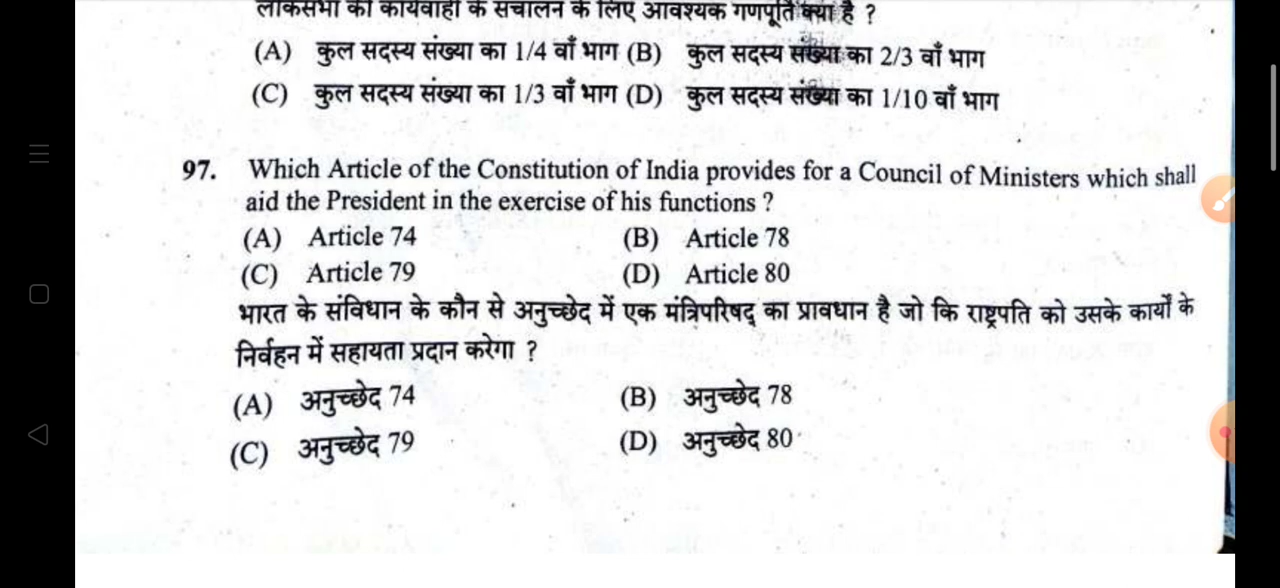 लोकसभा की कार्यवाही के संचालन के लिए आवश्यक गणपूर्ति क्या है ?
(A) कुल सदस्य संख्या का 1/4 वाँ भाग (B) कुल सदस्य संख्या का 2/3 वाँ भाग
(C) कुल सदस्य संख्या का 1/3 वाँ भाग (D) कुल सदस्य संख्या का 1/10 वाँ भाग
97. Which Article of the Constitution of India provides for a Council of Ministers which shall
aid the President in the exercise of his functions ?
(A) Article 74 (B) Article 78
(C) Article 79 (D) Article 80
भारत के संविधान के कौन से अनुच्छेद में एक मंत्रिपरिषद् का प्रावधान है जो कि राष्ट्रपति को उसके कार्यों के
निर्वहन में सहायता प्रदान करेगा ?
(A) अनुच्छेद 74 (B) अनुच्छेद 78
(C) अनुच्छेद 79 (D) अनुच्छेद 80